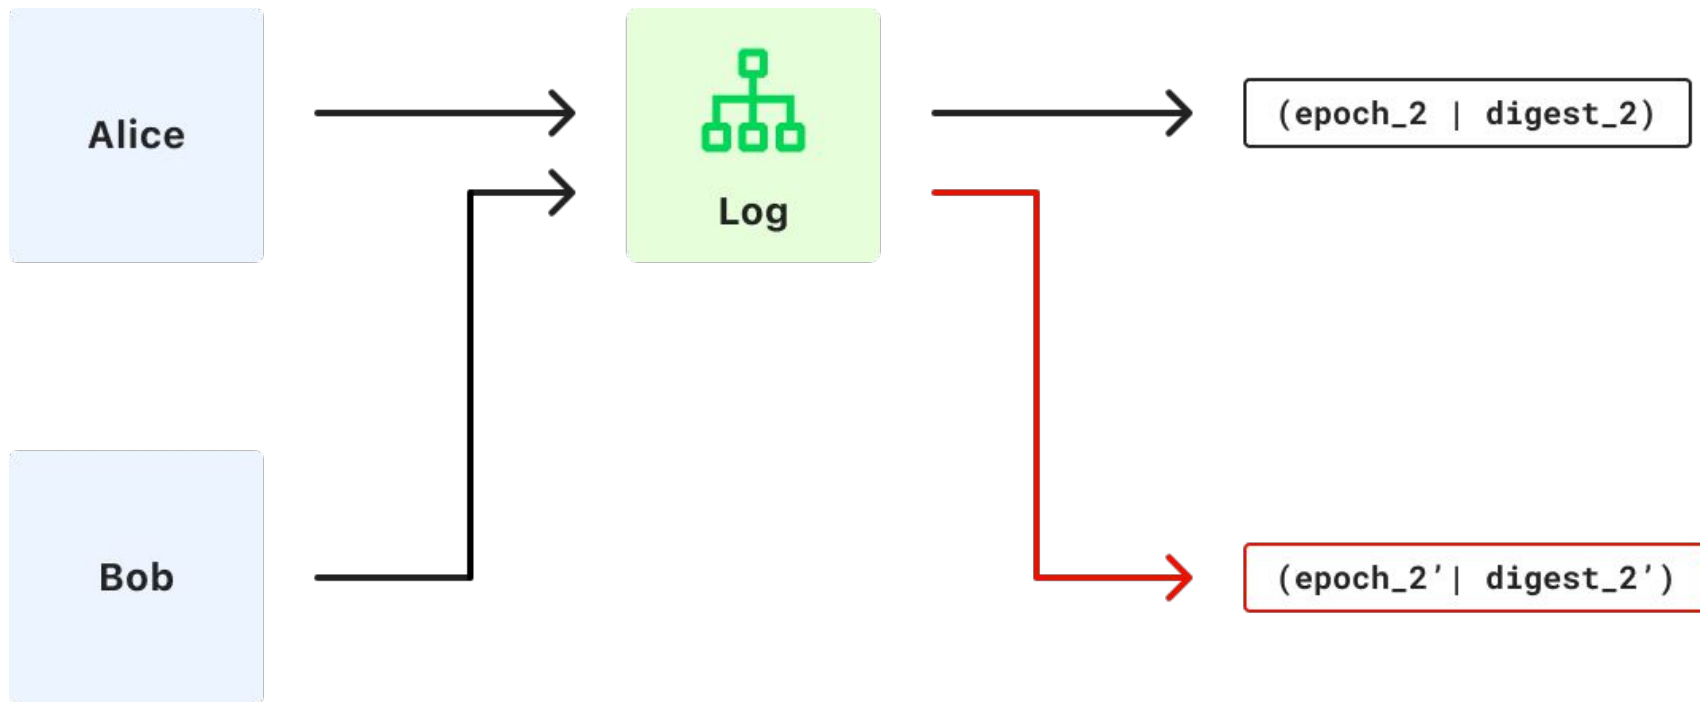 Alice
Log
(epoch_2 | digest_2)
Bob
(epoch_2’| digest_2’)